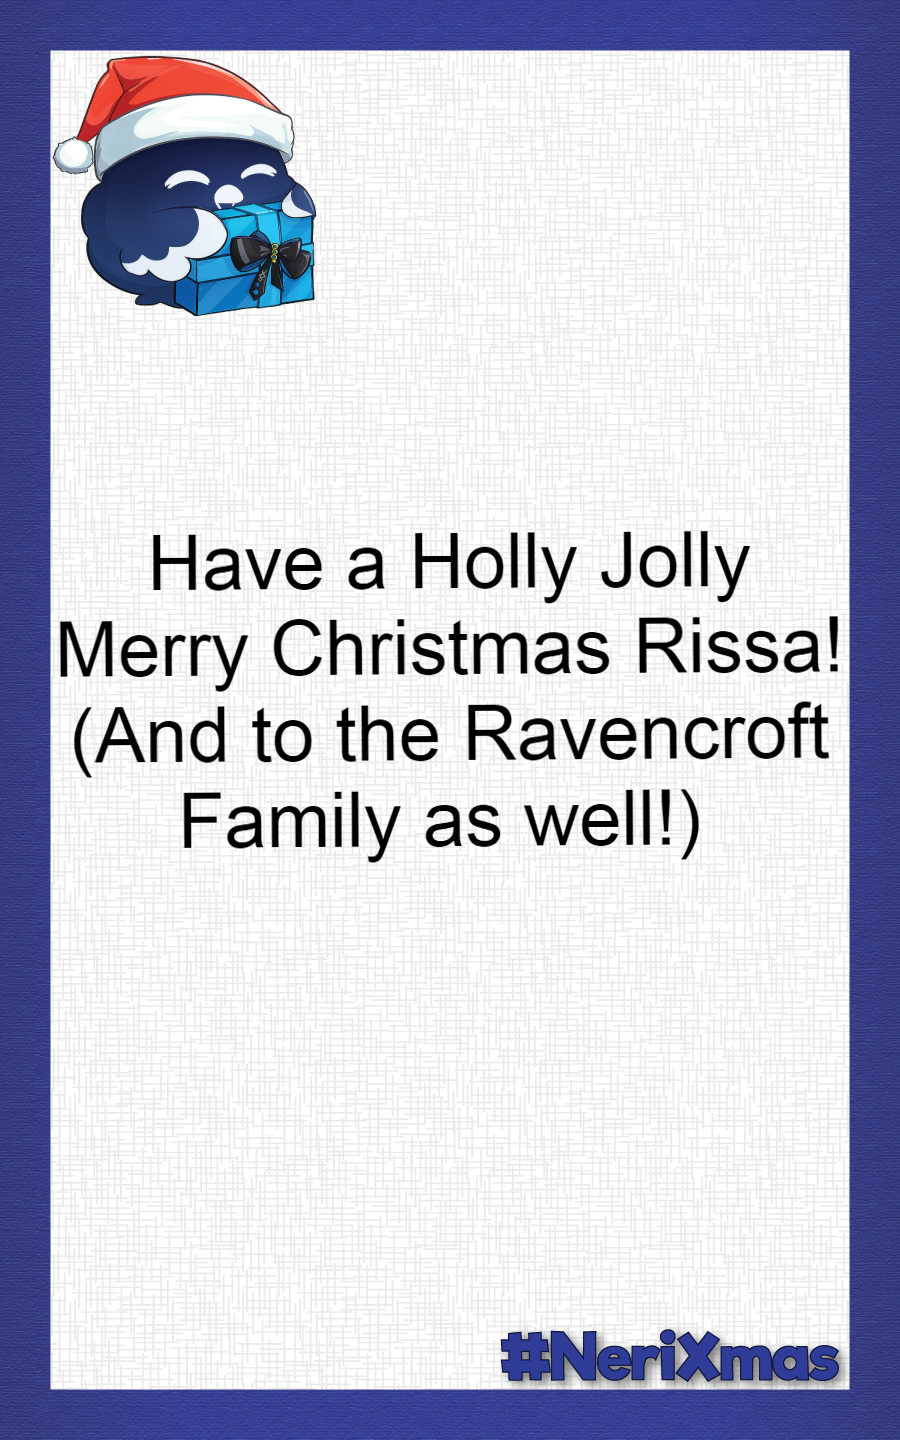 Have a Holly Jolly
Merry Christmas Rissa!
(And to the Ravencroft
Family as well!)
#NeriXmas